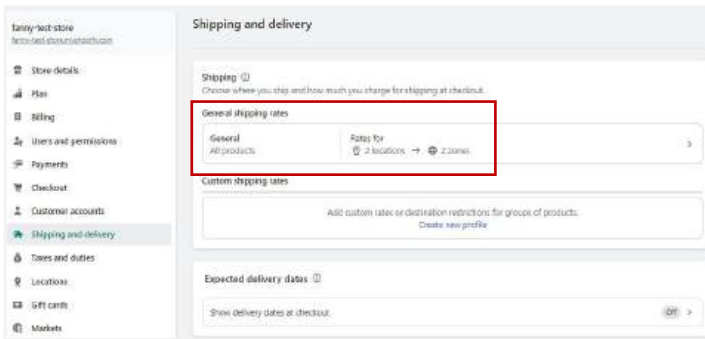 fanny-test-store
Store details
Plan
Billing
Users and permissions
Payments
Checkout
Customer accounts
Shipping and delivery
Taxes and duties
Locations
Gift cards
Markets
Shipping and delivery
Shipping
Choose where you ship and how much you charge for shipping at checkout.
General shipping rates
General
All products
Rates for
2 locations → 2 zones
Custom shipping rates
Add custom rates or destination restrictions for groups of products.
Create new profile
Expected delivery dates
Show delivery dates at checkout
Off